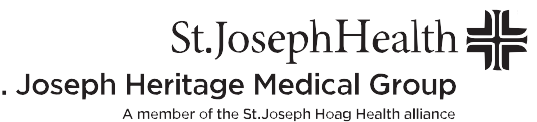 St.JosephHealth
. Joseph Heritage Medical Group
A member of the St.Joseph Hoag Health alliance